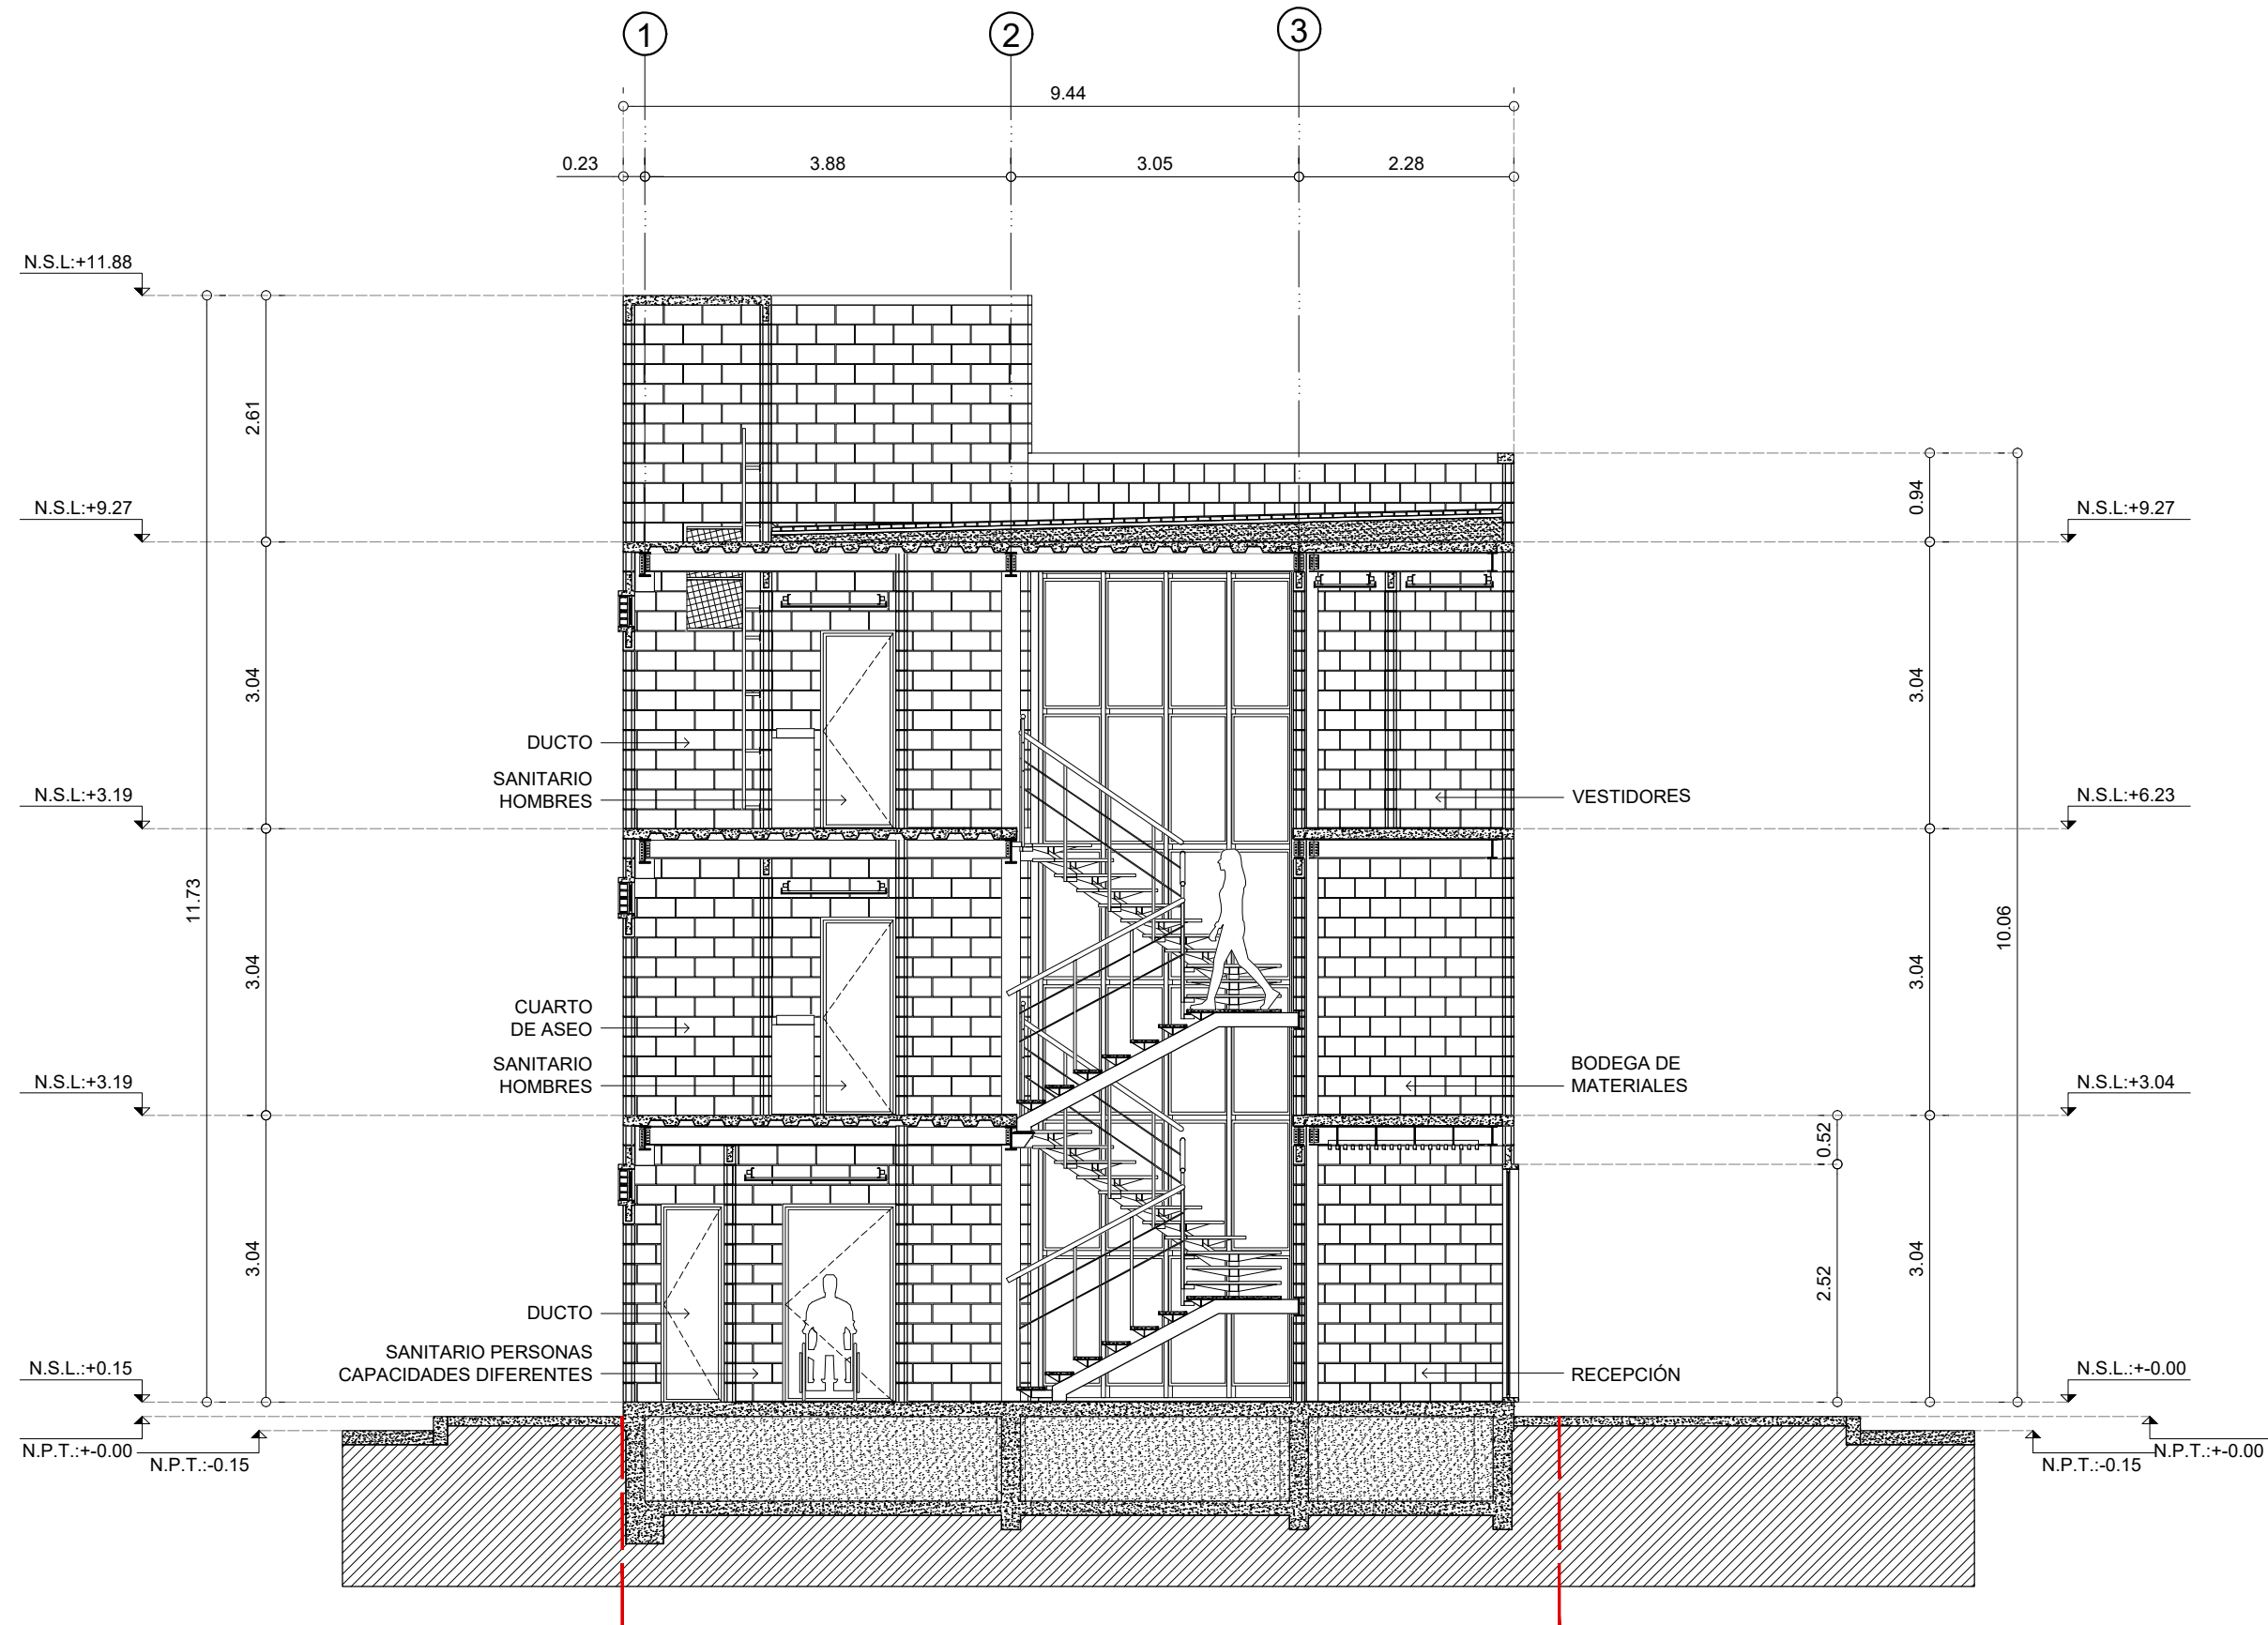 1
2
3
9.44
0.23
3.88
3.05
2.28
N.S.L:+11.88
2.61
0.94
N.S.L:+9.27
N.S.L:+9.27
3.04
3.04
DUCTO
SANITARIO
HOMBRES
VESTIDORES
N.S.L:+3.19
N.S.L:+6.23
11.73
10.06
3.04
3.04
CUARTO
DE ASEO
SANITARIO
HOMBRES
BODEGA DE
MATERIALES
N.S.L:+3.19
N.S.L:+3.04
0.52
3.04
3.04
2.52
DUCTO
SANITARIO PERSONAS
CAPACIDADES DIFERENTES
RECEPCIÓN
N.S.L.:+0.15
N.S.L.:+-0.00
N.P.T.:+-0.00
N.P.T.:-0.15
N.P.T.:-0.15
N.P.T.:+-0.00